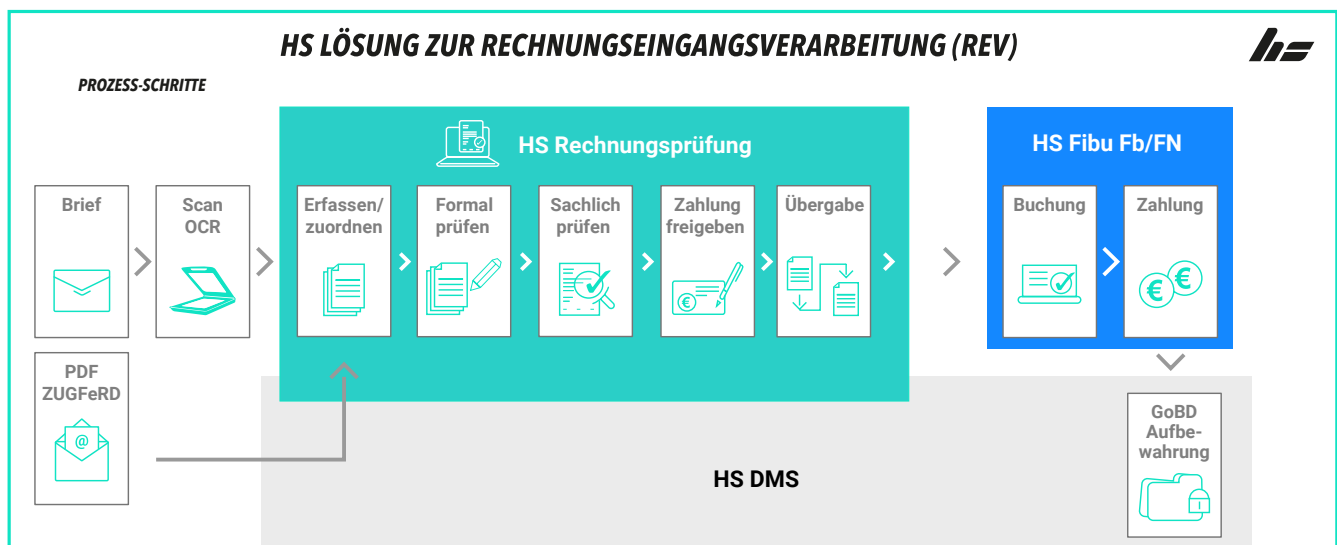 HS LÖSUNG ZUR RECHNUNGSEINGANGSVERARBEITUNG (REV)
hs
PROZESS-SCHRITTE
HS Rechnungsprüfung
HS Fibu Fb/FN
Brief
Scan
OCR
Erfassen/
zuordnen
Formal
prüfen
Sachlich
prüfen
Zahlung
freigeben
Übergabe
Buchung
Zahlung
€
€ €
PDF
ZUGFeRD
@
GoBD
Aufbe-
wahrung
HS DMS